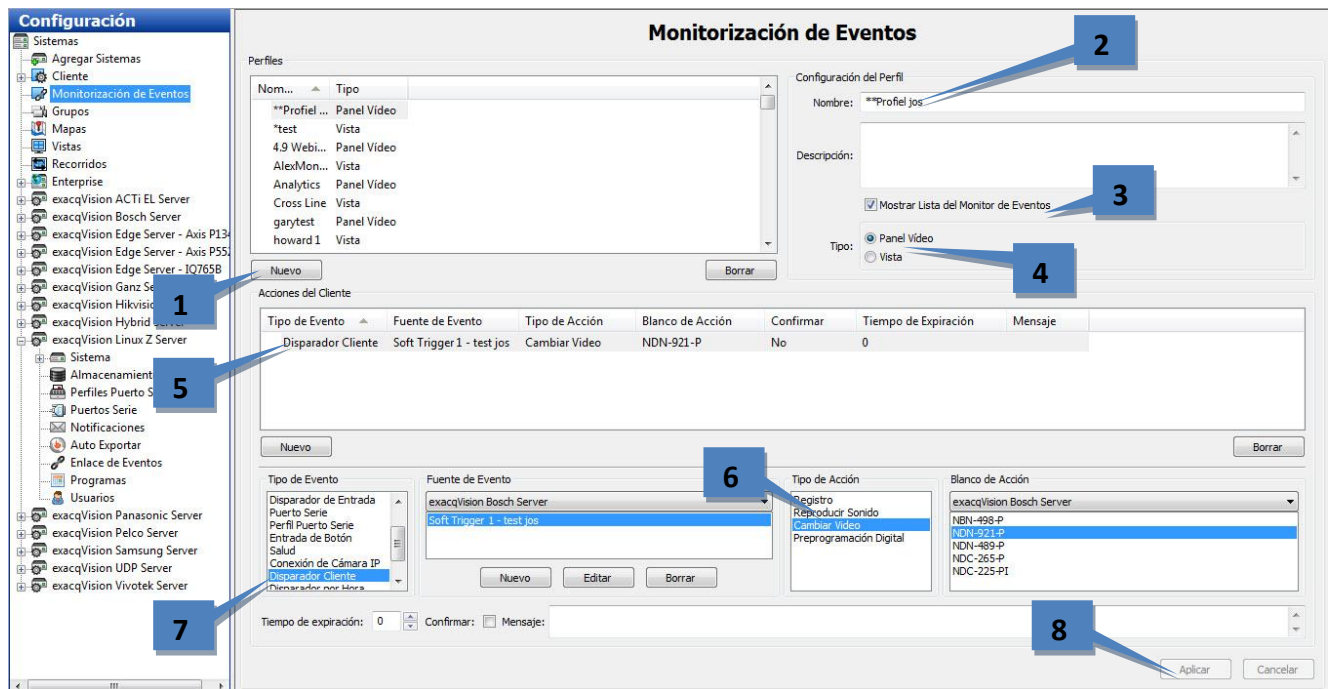 Configuración
Sistemas
Agregar Sistemas
Cliente
Monitorización de Eventos
Grupos
Mapas
Vistas
Recorridos
Enterprise
exacqVision ACTi EL Server
exacqVision Bosch Server
exacqVision Edge Server - Axis P134
exacqVision Edge Server - Axis P552
exacqVision Edge Server - IQ765B
exacqVision Ganz Se
exacqVision Hikvisio
exacqVision Hybrid Server
exacqVision Linux Z Server
Sistema
Almacenamient
Perfiles Puerto S
Puertos Serie
Notificaciones
Auto Exportar
Enlace de Eventos
Programas
Usuarios
exacqVision Panasonic Server
exacqVision Pelco Server
exacqVision Samsung Server
exacqVision UDP Server
exacqVision Vivotek Server
Monitorización de Eventos
Perfiles
Nom... Tipo
**Profiel ... Panel Vídeo
*test Vista
4.9 Webi... Panel Vídeo
AlexMon... Vista
Analytics Panel Vídeo
Cross Line Vista
garytest Panel Vídeo
howard 1 Vista
Nuevo Borrar
Configuración del Perfil
Nombre: **Profiel jos
Descripción:
Mostrar Lista del Monitor de Eventos
Tipo: Panel Vídeo
Vista
1
2
3
4
Acciones del Cliente
Tipo de Evento Fuente de Evento Tipo de Acción Blanco de Acción Confirmar Tiempo de Expiración Mensaje
Disparador Cliente Soft Trigger 1 - test jos Cambiar Video NDN-921-P No 0
5
Nuevo Borrar
6
Tipo de Evento
Disparador de Entrada
Puerto Serie
Perfil Puerto Serie
Entrada de Botón
Salud
Conexión de Cámara IP
Disparador Cliente
Disparador por Hora
7
Fuente de Evento
exacqVision Bosch Server
Soft Trigger 1 - test jos
Nuevo Editar Borrar
Tipo de Acción
Registro
Reproducir Sonido
Cambiar Video
Preprogramación Digital
Blanco de Acción
exacqVision Bosch Server
NBN-498-P
NDN-921-P
NDN-489-P
NDC-265-P
NDC-225-PI
Tiempo de expiración: 0 Confirmar: Mensaje:
8
Aplicar Cancelar